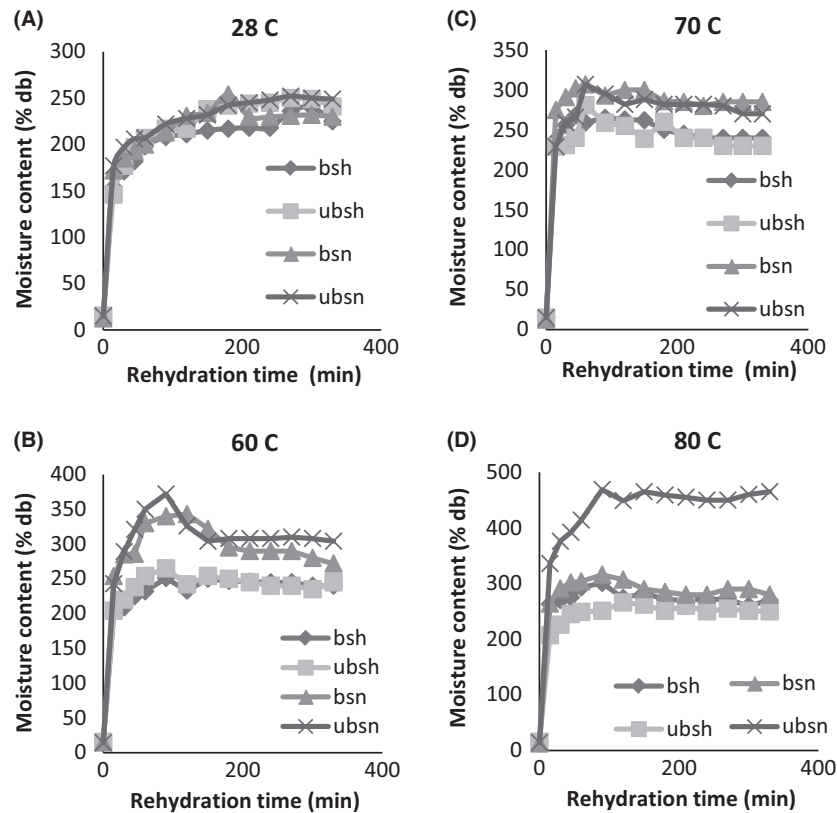 (A)
28 C
300
250
200
150
100
50
0
0 200 400
Moisture content (% db)
Rehydration time (min)
bsh
ubsh
bsn
ubsn
(C)
70 C
350
300
250
200
150
100
50
0
0 200 400
Moisture content (% db)
Rehydration time (min)
bsh
ubsh
bsn
ubsn
(B)
60 C
400
350
300
250
200
150
100
50
0
0 200 400
Moisture content (% db)
Rehydration time (min)
bsh
ubsh
bsn
ubsn
(D)
80 C
500
400
300
200
100
0
0 200 400
Moisture content (% db)
Rehydration time (min)
bsh bsn
ubsh ubsn